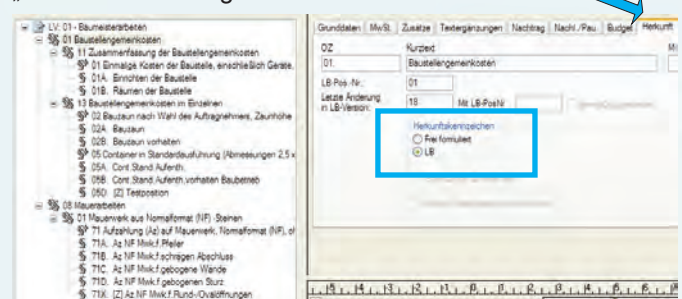 LV: 01 - Baumeisterarbeiten
01 Baustellengemeinkosten
11 Zusammenfassung der Baustellengemeinkosten
01 Einmalige Kosten der Baustelle, einschließlich Geräte,
01A. Einrichten der Baustelle
01B. Räumen der Baustelle
13 Baustellengemeinkosten im Einzelnen
02 Bauzaun nach Wahl des Auftragnehmers, Zaunhöhe
02A. Bauzaun
02B. Bauzaun vorhalten
05 Container in Standardausführung (Abmessungen 2,5 x
05A. Cont.Stand.Aufenth.
05B. Cont.Stand.Aufenth.vorhalten Baubetrieb
05D. [Z] Testposition
08 Mauerarbeiten
01 Mauerwerk aus Normalformat (NF) -Steinen
71 Aufzahlung (Az) auf Mauerwerk, Normalformat (NF), of
71A. Az NF Mwk.f.Pfeiler
71B. Az NF Mwk.f.schrägen Abschluss
71C. Az NF Mwk.f.gebogene Wände
71D. Az NF Mwk.f.gebogenen Sturz
71X. [Z] Az NF Mwk.f.Rund-/Ovalöffnungen
Grunddaten MwSt. Zusätze Textergänzungen Nachtrag Nachl./Pau. Budget Herkunft
OZ Kurztext
01. Baustellengemeinkosten
LB-Pos.-Nr.: 01
Letzte Änderung
in LB-Version: 18 Mit LB-PosNr
Herkunftskennzeichen
Frei formuliert
LB